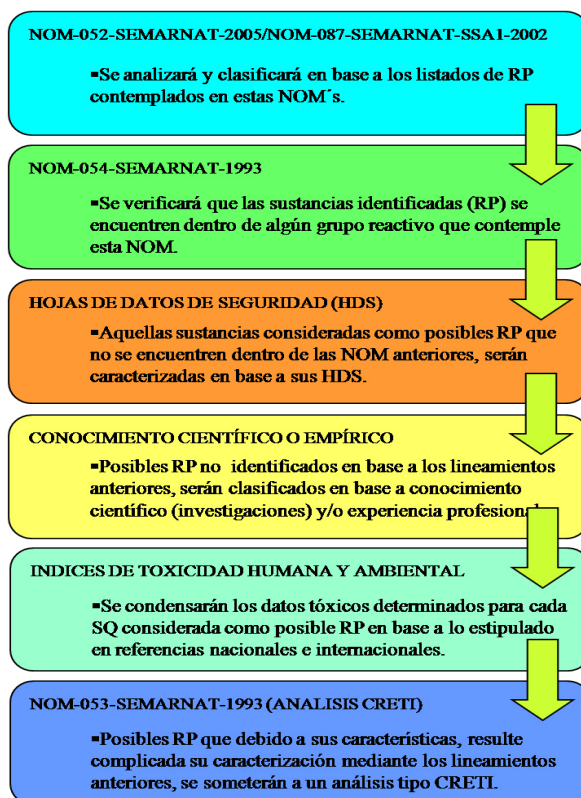 NOM-052-SEMARNAT-2005/NOM-087-SEMARNAT-SSA1-2002
▪Se analizará y clasificará en base a los listados de RP
contemplados en estas NOM´s.
NOM-054-SEMARNAT-1993
▪Se verificará que las sustancias identificadas (RP) se
encuentren dentro de algún grupo reactivo que contemple
esta NOM.
HOJAS DE DATOS DE SEGURIDAD (HDS)
▪Aquellas sustancias consideradas como posibles RP que
no se encuentren dentro de las NOM anteriores, serán
caracterizadas en base a sus HDS.
CONOCIMIENTO CIENTÍFICO O EMPÍRICO
▪Posibles RP no identificados en base a los lineamientos
anteriores, serán clasificados en base a conocimiento
científico (investigaciones) y/o experiencia profesional
INDICES DE TOXICIDAD HUMANA Y AMBIENTAL
▪Se condensarán los datos tóxicos determinados para cada
SQ considerada como posible RP en base a lo estipulado
en referencias nacionales e internacionales.
NOM-053-SEMARNAT-1993 (ANALISIS CRETI)
▪Posibles RP que debido a sus características, resulte
complicada su caracterización mediante los lineamientos
anteriores, se someterán a un análisis tipo CRETI.